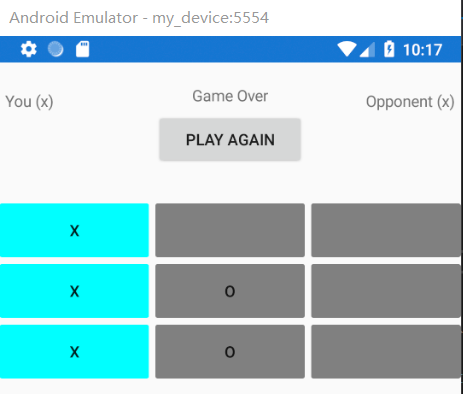 Android Emulator - my_device:5554
10:17
You (x)
Game Over
Opponent (x)
PLAY AGAIN
X
X O
X O